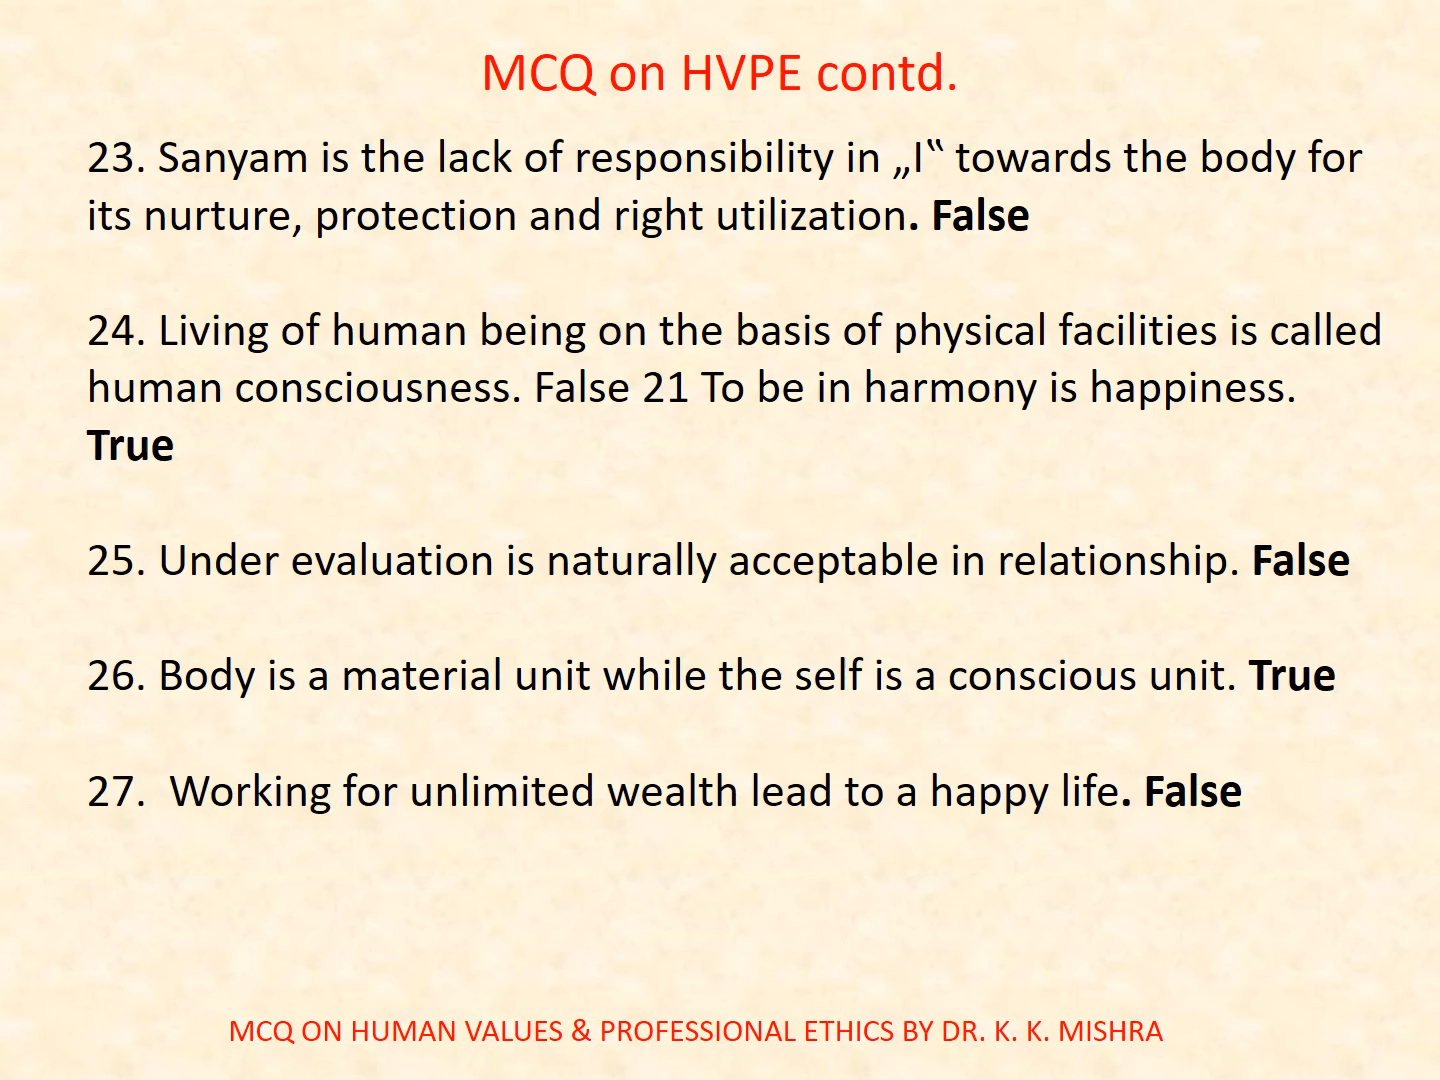 MCQ on HVPE contd.
23. Sanyam is the lack of responsibility in „I‟ towards the body for
its nurture, protection and right utilization. False
24. Living of human being on the basis of physical facilities is called
human consciousness. False 21 To be in harmony is happiness.
True
25. Under evaluation is naturally acceptable in relationship. False
26. Body is a material unit while the self is a conscious unit. True
27. Working for unlimited wealth lead to a happy life. False
MCQ ON HUMAN VALUES & PROFESSIONAL ETHICS BY DR. K. K. MISHRA